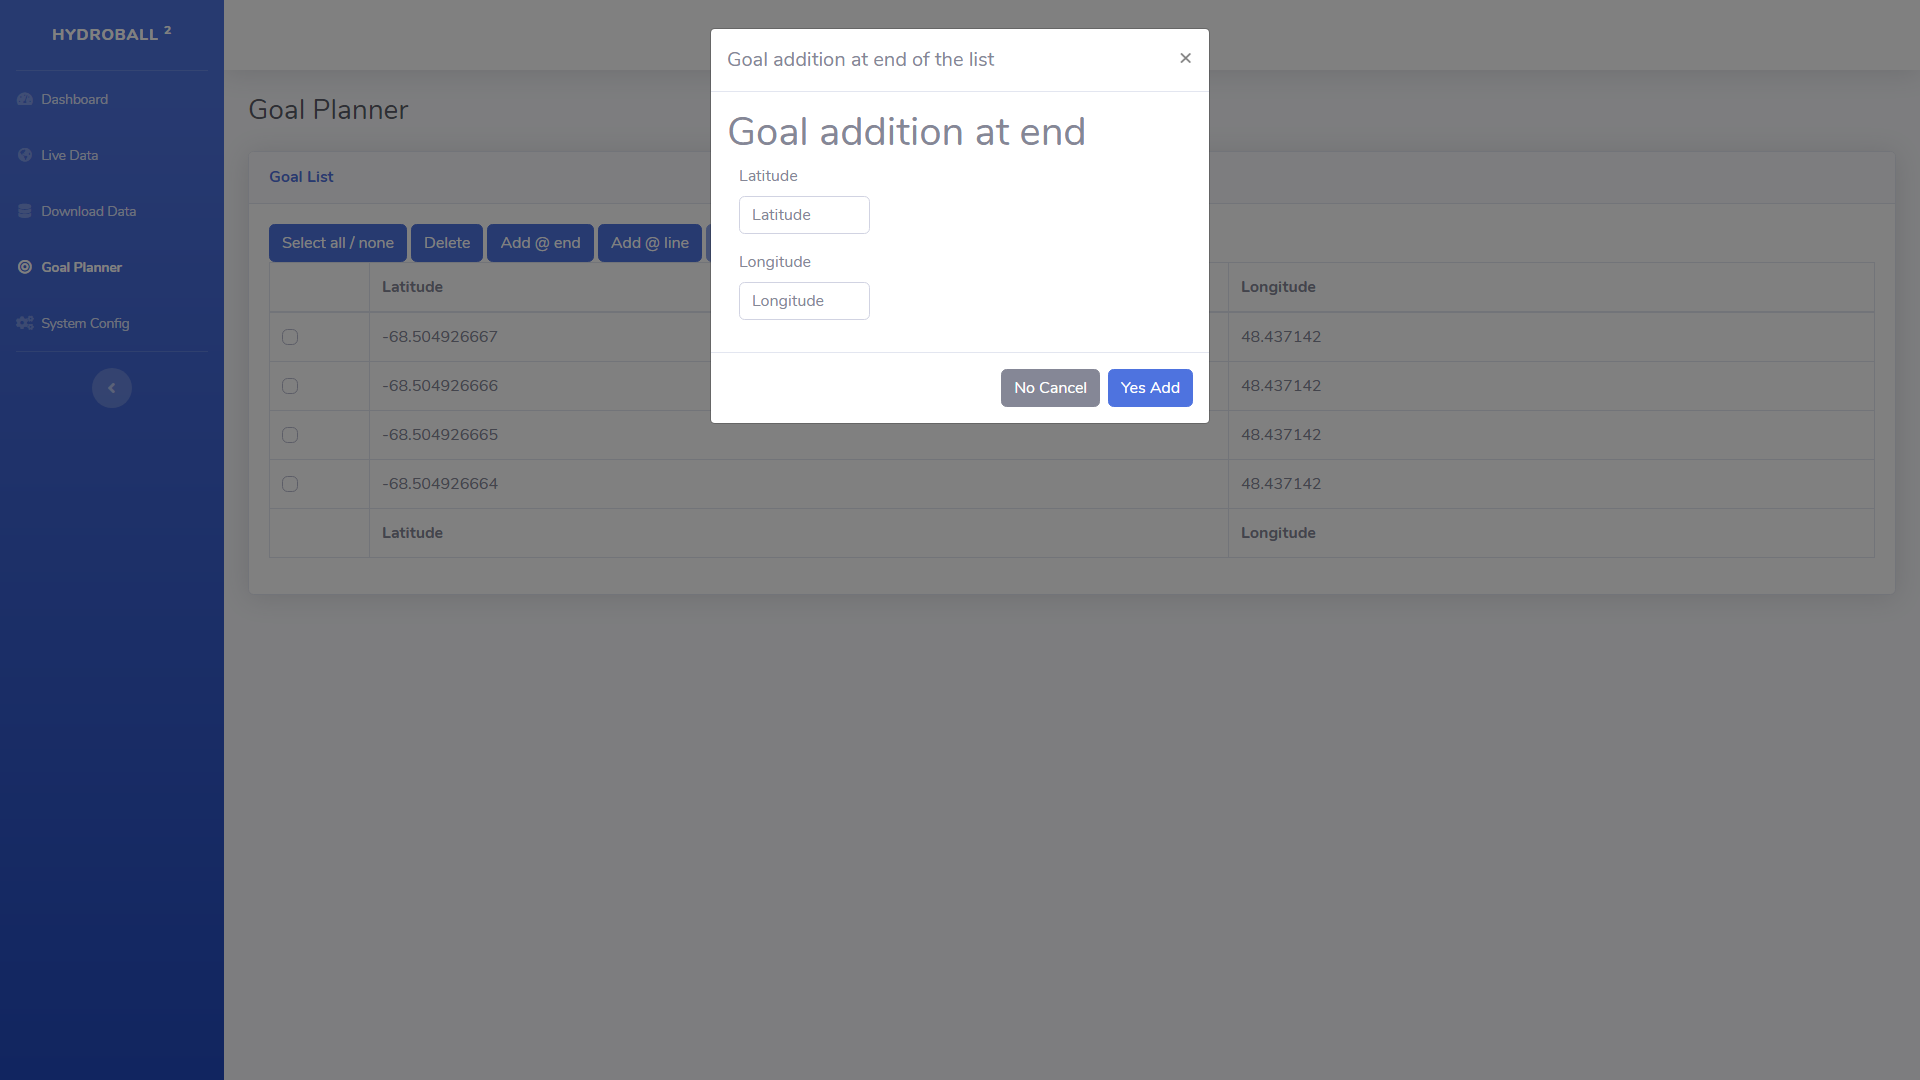 HYDROBALL 2
Dashboard
Live Data
Download Data
Goal Planner
System Config
Goal Planner
Goal List
Select all / none
Delete
Add @ end
Add @ line
Latitude
Longitude
-68.504926667
48.437142
-68.504926666
48.437142
-68.504926665
48.437142
-68.504926664
48.437142
Latitude
Longitude
Goal addition at end of the list
×
Goal addition at end
Latitude
Latitude
Longitude
Longitude
No Cancel
Yes Add